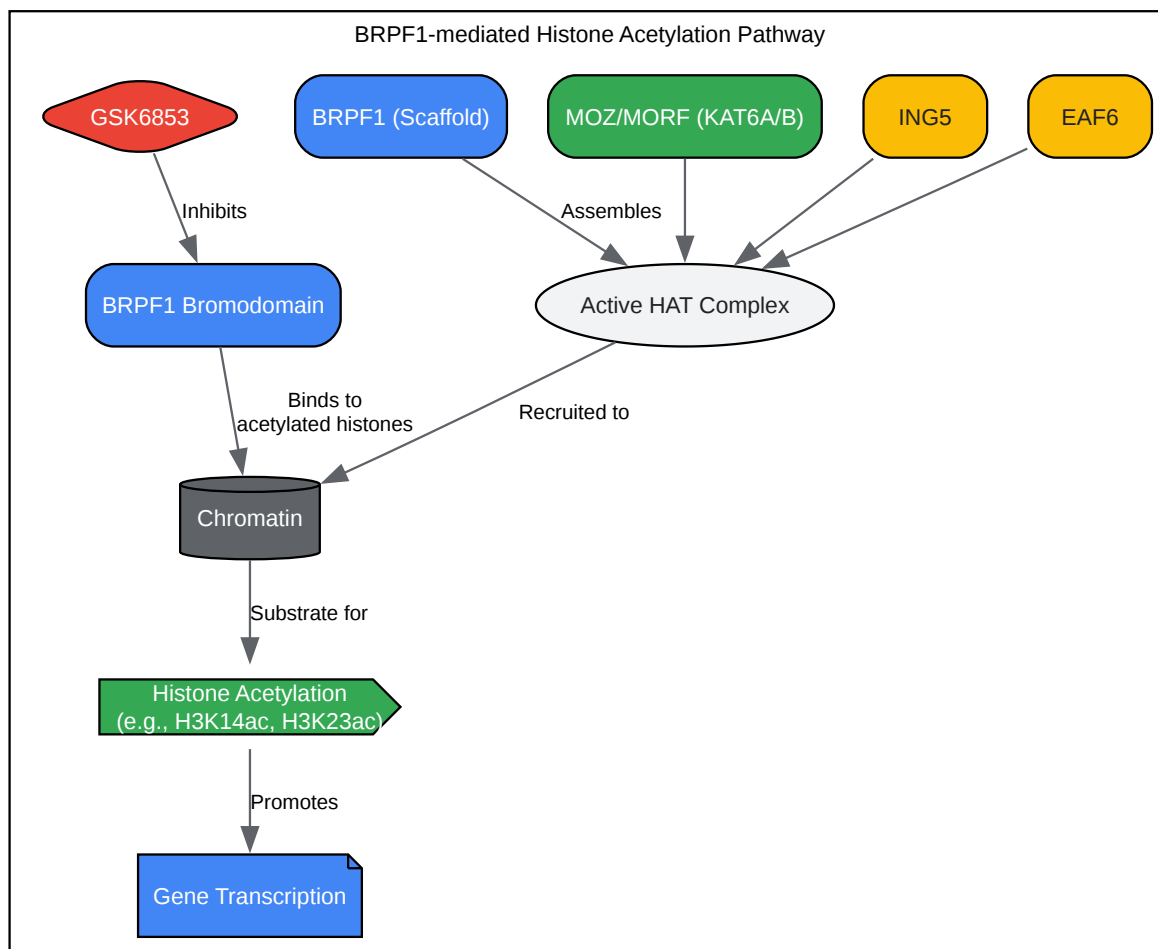 BRPF1-mediated Histone Acetylation Pathway
GSK6853
BRPF1 (Scaffold)
MOZ/MORF (KAT6A/B)
ING5
EAF6
Inhibits
Assembles
BRPF1 Bromodomain
Active HAT Complex
Binds to
acetylated histones
Recruited to
Chromatin
Substrate for
Histone Acetylation
(e.g., H3K14ac, H3K23ac)
Promotes
Gene Transcription